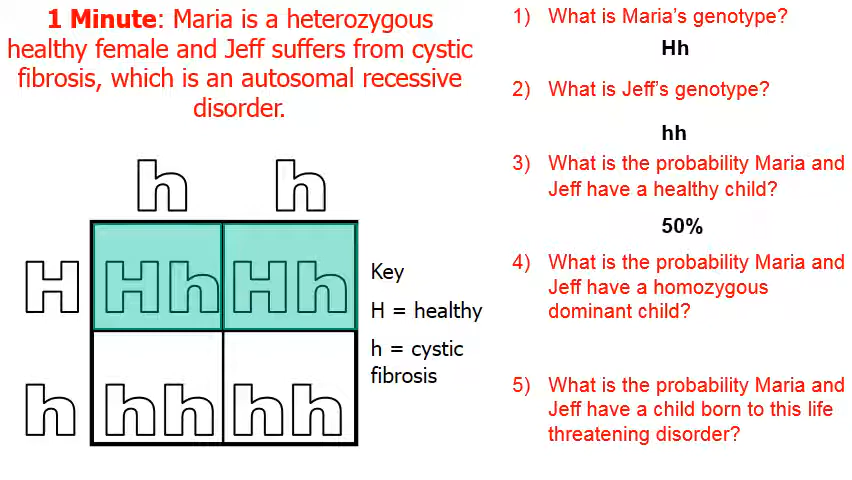 1 Minute: Maria is a heterozygous
healthy female and Jeff suffers from cystic
fibrosis, which is an autosomal recessive
disorder.
h h
H Hh Hh
h hh hh
Key
H = healthy
h = cystic
fibrosis
1) What is Maria's genotype?
Hh
2) What is Jeff's genotype?
hh
3) What is the probability Maria and
Jeff have a healthy child?
50%
4) What is the probability Maria and
Jeff have a homozygous
dominant child?
5) What is the probability Maria and
Jeff have a child born to this life
threatening disorder?